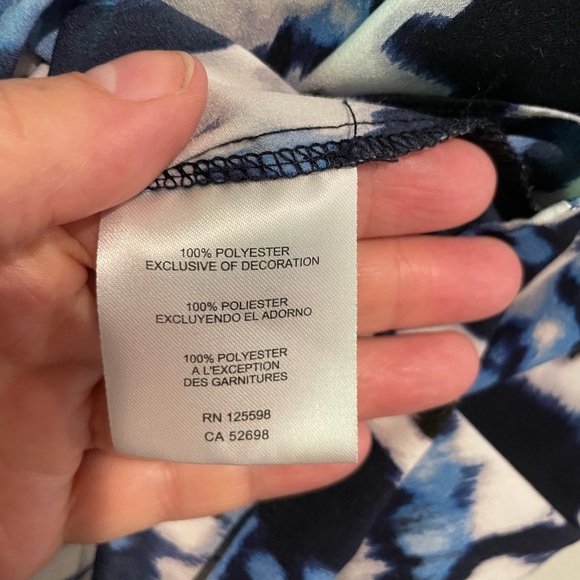 100% POLYESTER
EXCLUSIVE OF DECORATION
100% POLIESTER
EXCLUYENDO EL ADORNO
100% POLYESTER
A L'EXCEPTION
DES GARNITURES
RN 125598
CA 52698